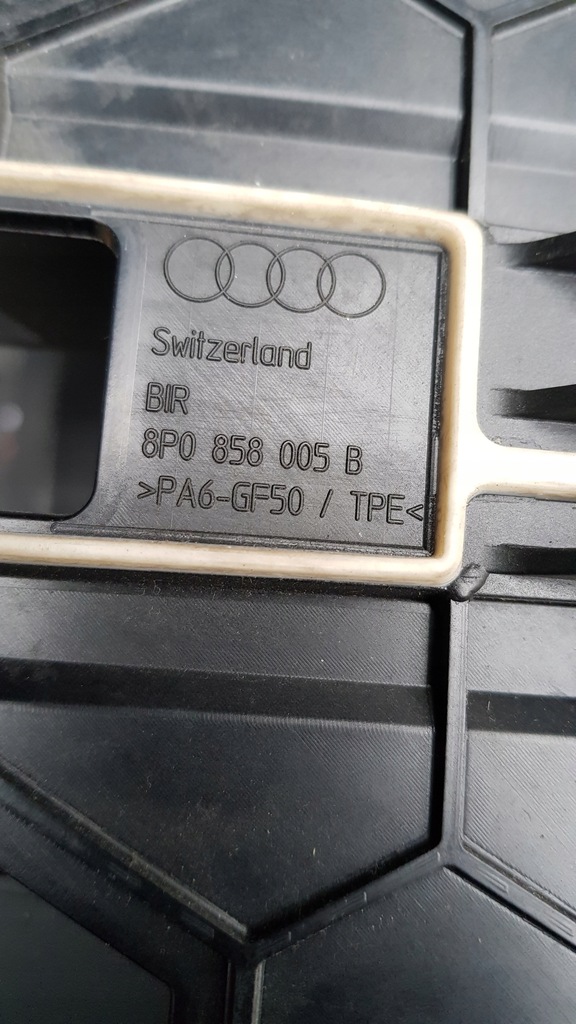 Switzerland
BIR
8P0 858 005 B
>PA6-GF50 / TPE<